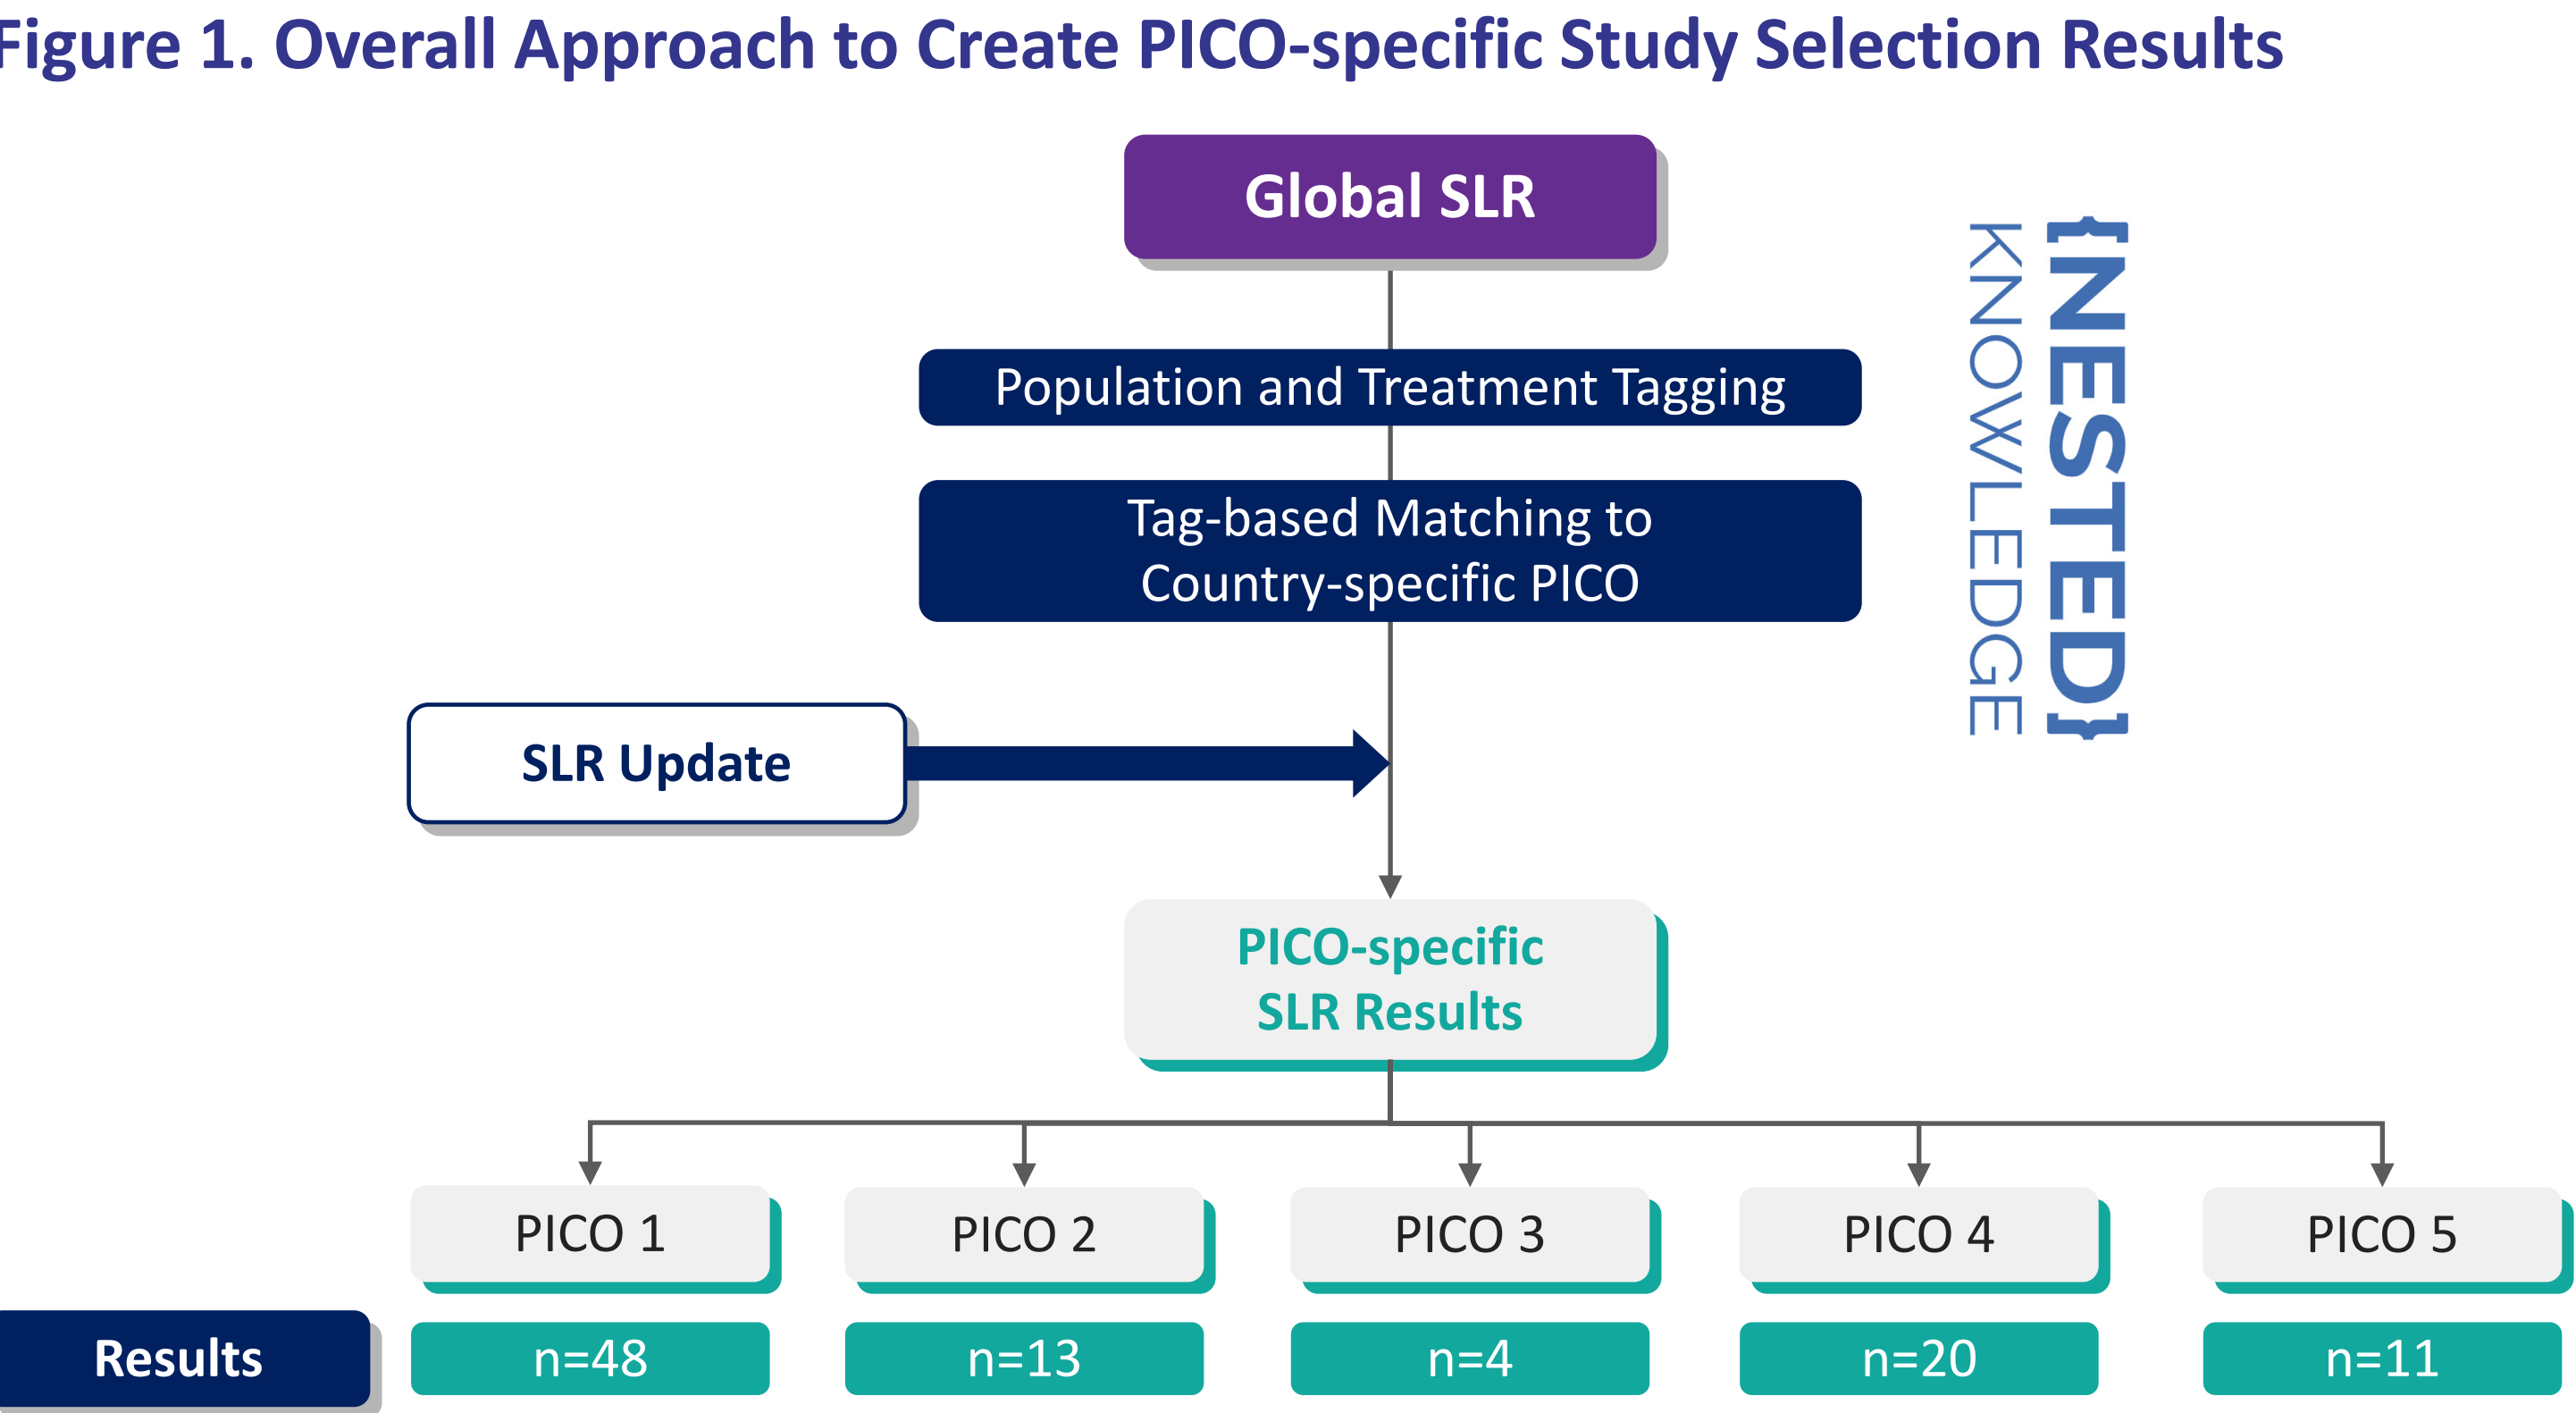 Figure 1. Overall Approach to Create PICO-specific Study Selection Results
Global SLR
Population and Treatment Tagging
Tag-based Matching to
Country-specific PICO
{NESTED}
KNOWLEDGE
SLR Update
PICO-specific
SLR Results
PICO 1
PICO 2
PICO 3
PICO 4
PICO 5
Results
n=48
n=13
n=4
n=20
n=11